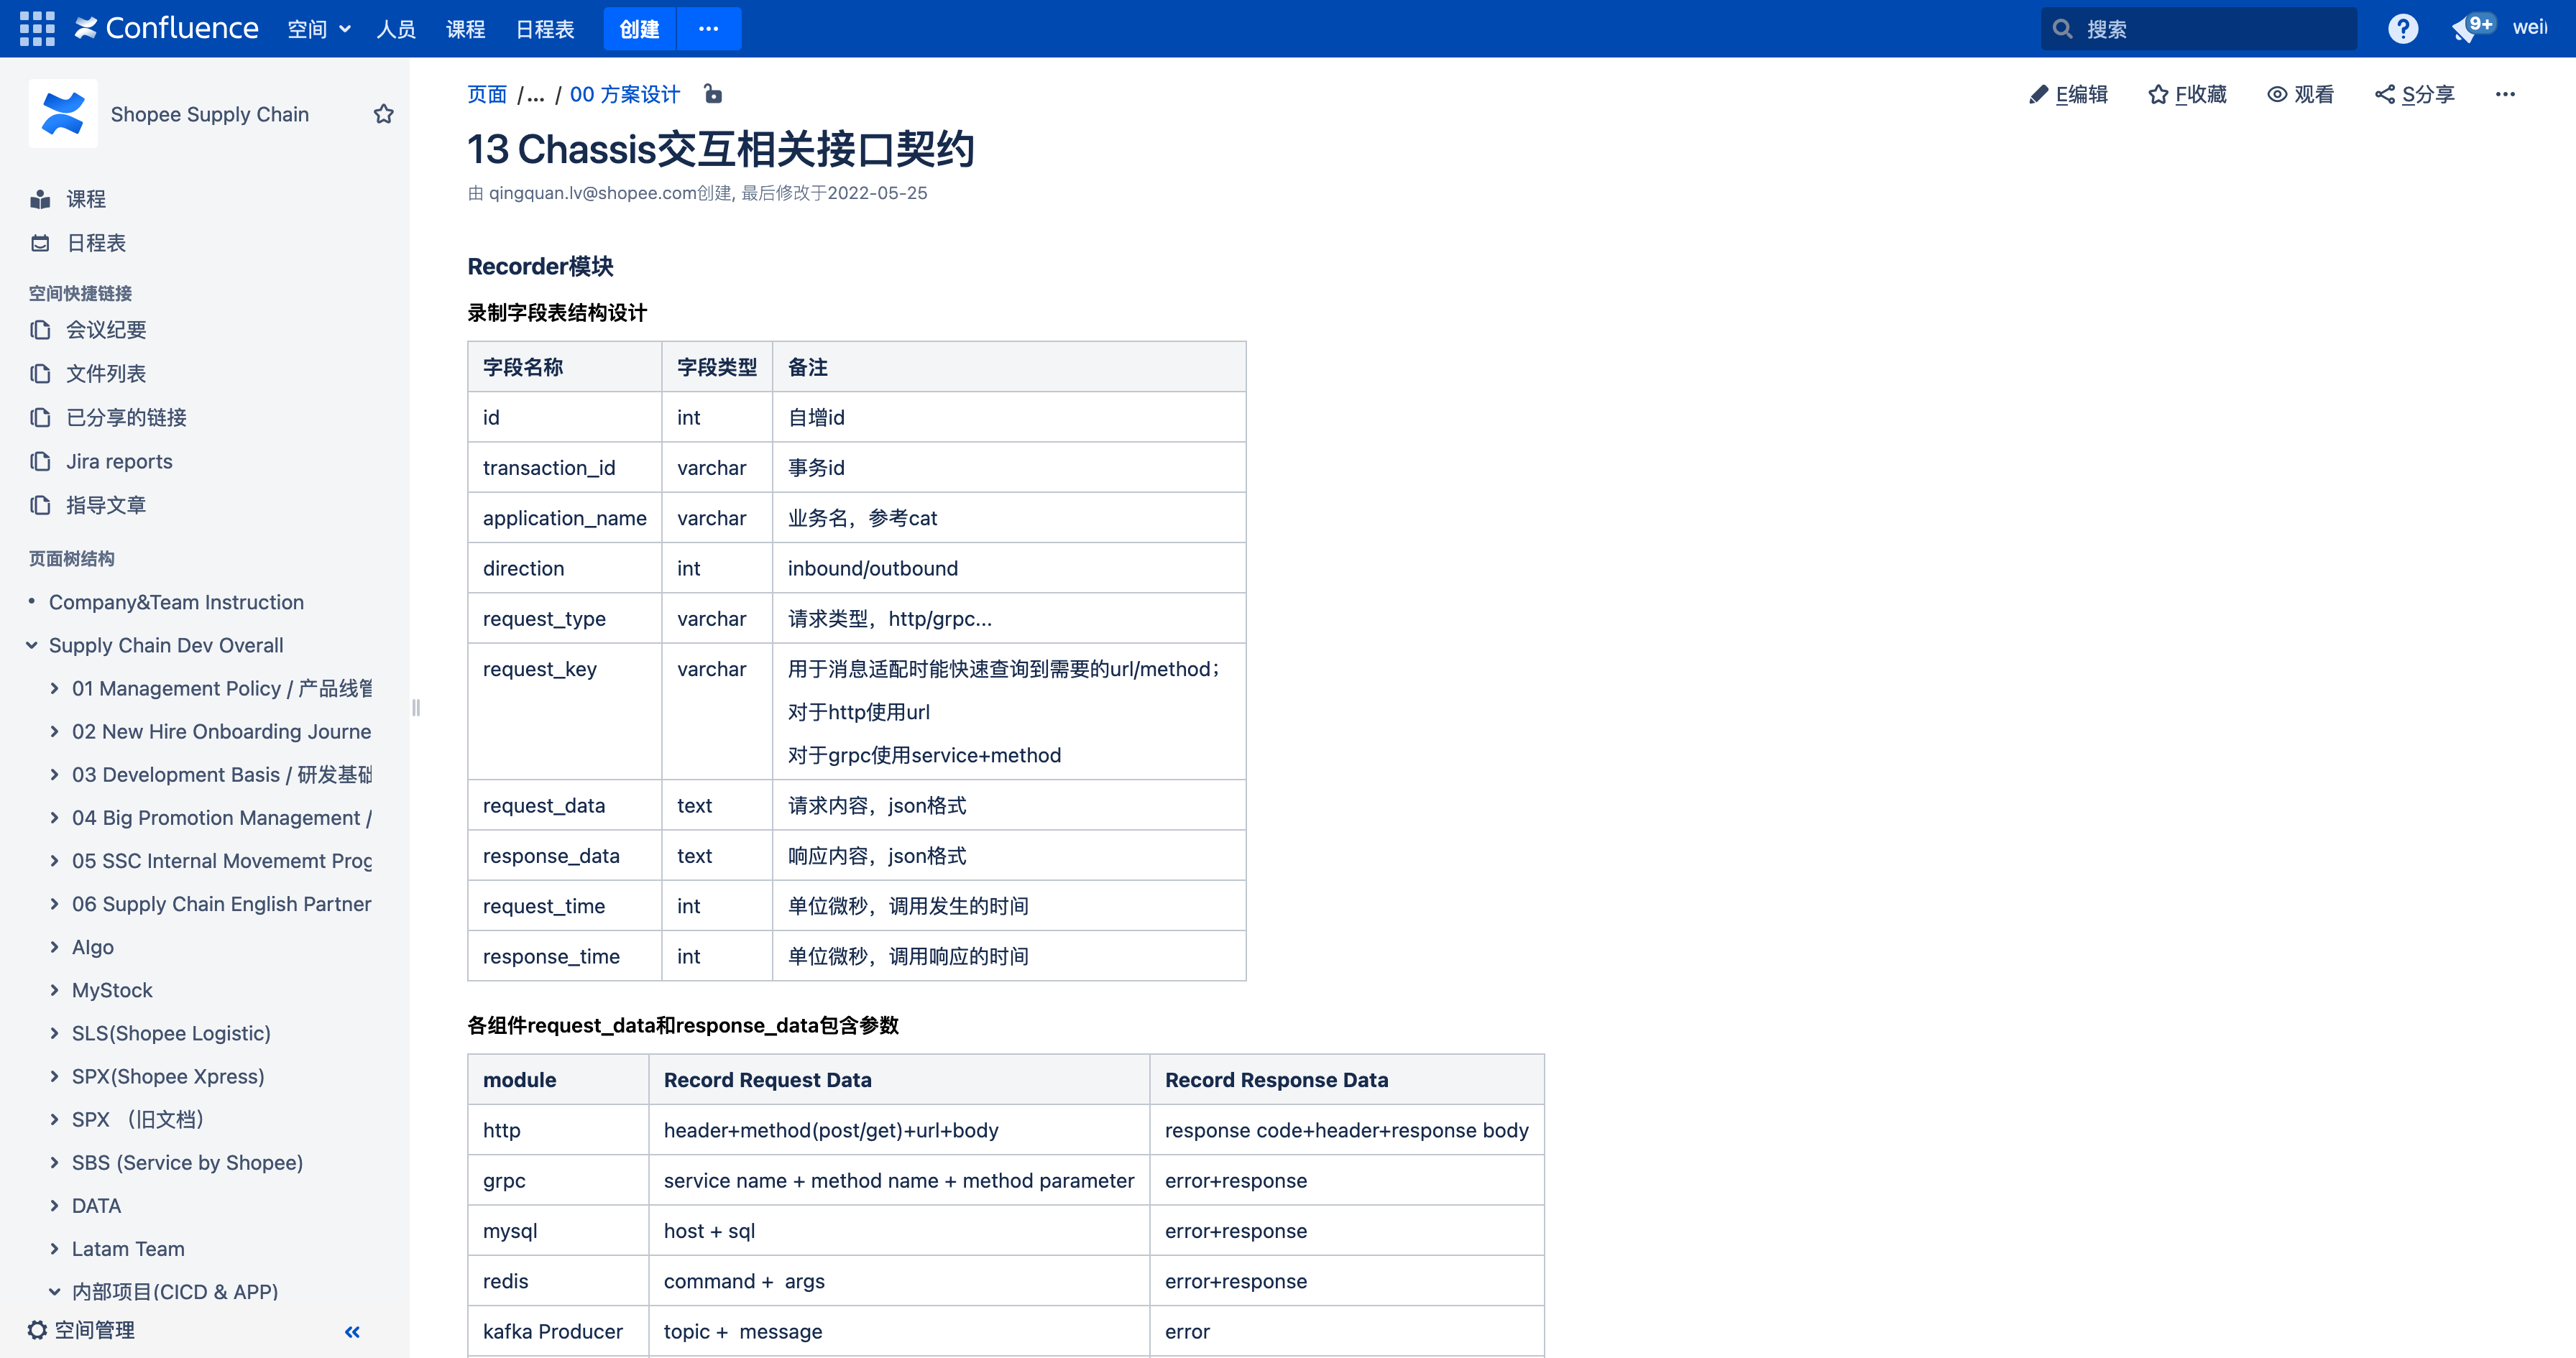 Confluence 空间 人员 课程 日程表 创建 ··· 搜索 ? 9+ wei
Shopee Supply Chain
课程
日程表
空间快捷链接
会议纪要
文件列表
已分享的链接
Jira reports
指导文章
页面树结构
• Company&Team Instruction
Supply Chain Dev Overall
01 Management Policy / 产品线管
02 New Hire Onboarding Journe
03 Development Basis / 研发基础
04 Big Promotion Management /
05 SSC Internal Movememt Prog
06 Supply Chain English Partner
Algo
MyStock
SLS(Shopee Logistic)
SPX(Shopee Xpress)
SPX （旧文档）
SBS (Service by Shopee)
DATA
Latam Team
内部项目(CICD & APP)
空间管理
页面 /... / 00 方案设计
E编辑 F收藏 观看 S分享 ···
13 Chassis交互相关接口契约
由 qingquan.lv@shopee.com创建, 最后修改于2022-05-25
Recorder模块
录制字段表结构设计
字段名称 字段类型 备注
id int 自增id
transaction_id varchar 事务id
application_name varchar 业务名，参考cat
direction int inbound/outbound
request_type varchar 请求类型，http/grpc...
request_key varchar 用于消息适配时能快速查询到需要的url/method；
对于http使用url
对于grpc使用service+method
request_data text 请求内容，json格式
response_data text 响应内容，json格式
request_time int 单位微秒，调用发生的时间
response_time int 单位微秒，调用响应的时间
各组件request_data和response_data包含参数
module Record Request Data Record Response Data
http header+method(post/get)+url+body response code+header+response body
grpc service name + method name + method parameter error+response
mysql host + sql error+response
redis command + args error+response
kafka Producer topic + message error